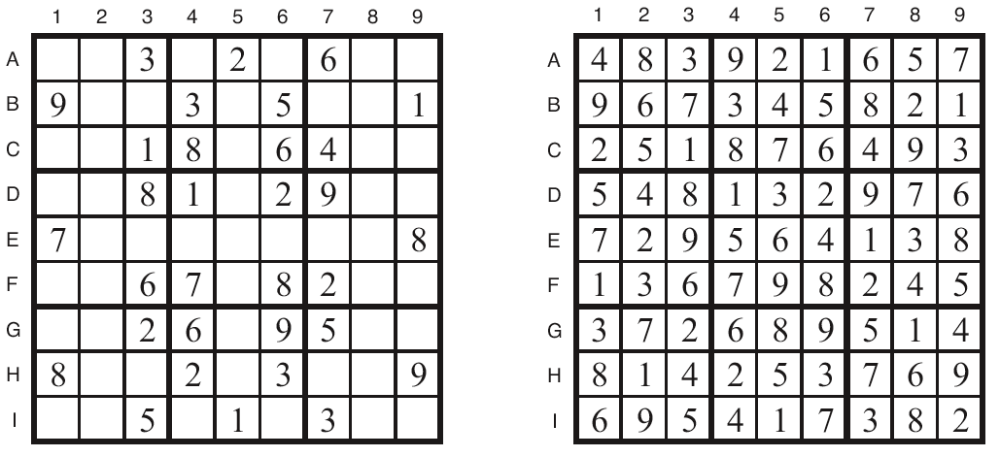 1 2 3 4 5 6 7 8 9
A 3 2 6
B 9 3 5 1
C 1 8 6 4
D 8 1 2 9
E 7 8
F 6 7 8 2
G 2 6 9 5
H 8 2 3 9
I 5 1 3
1 2 3 4 5 6 7 8 9
A 4 8 3 9 2 1 6 5 7
B 9 6 7 3 4 5 8 2 1
C 2 5 1 8 7 6 4 9 3
D 5 4 8 1 3 2 9 7 6
E 7 2 9 5 6 4 1 3 8
F 1 3 6 7 9 8 2 4 5
G 3 7 2 6 8 9 5 1 4
H 8 1 4 2 5 3 7 6 9
I 6 9 5 4 1 7 3 8 2